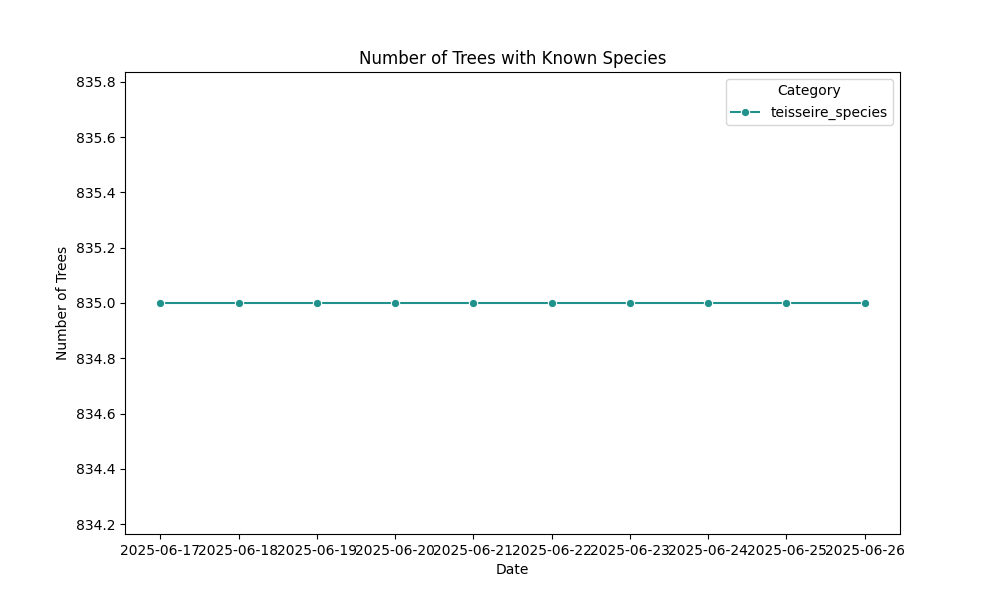 Number of Trees with Known Species
Category
teisseire_species
Number of Trees
835.8
835.6
835.4
835.2
835.0
834.8
834.6
834.4
834.2
2025-06-17 2025-06-18 2025-06-19 2025-06-20 2025-06-21 2025-06-22 2025-06-23 2025-06-24 2025-06-25 2025-06-26
Date